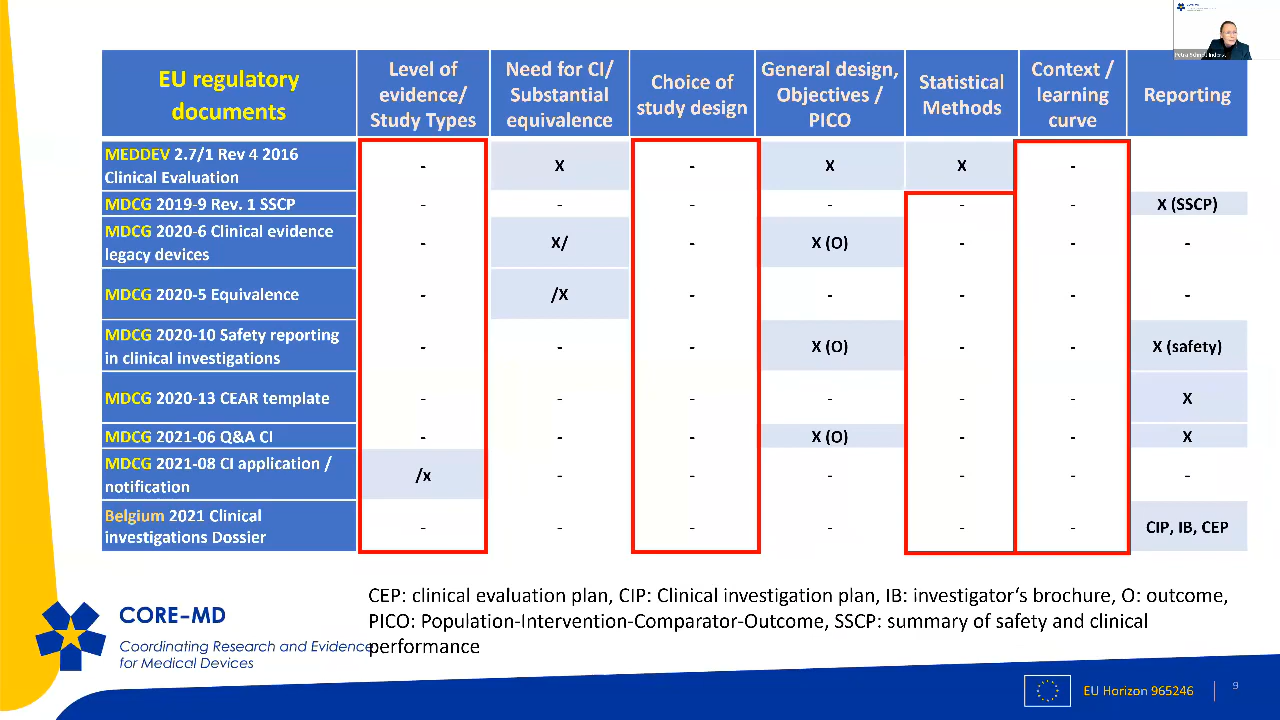 EU regulatory
documents
Level of
evidence/
Study Types
Need for CI/
Substantial
equivalence
Choice of
study design
General design,
Objectives /
PICO
Statistical
Methods
Context /
learning
curve
Reporting
MEDDEV 2.7/1 Rev 4 2016
Clinical Evaluation
- X - X X -
MDCG 2019-9 Rev. 1 SSCP
- - - - - - X (SSCP)
MDCG 2020-6 Clinical evidence
legacy devices
- X/ - X (O) - - -
MDCG 2020-5 Equivalence
- /X - - - - -
MDCG 2020-10 Safety reporting
in clinical investigations
- - - X (O) - - X (safety)
MDCG 2020-13 CEAR template
- - - - - - X
MDCG 2021-06 Q&A CI
- - - X (O) - - X
MDCG 2021-08 CI application /
notification
/x - - - - - -
Belgium 2021 Clinical
investigations Dossier
- - - - - - CIP, IB, CEP
CEP: clinical evaluation plan, CIP: Clinical investigation plan, IB: investigator‘s brochure, O: outcome,
PICO: Population-Intervention-Comparator-Outcome, SSCP: summary of safety and clinical
performance
CORE–MD
Coordinating Research and Evidence
for Medical Devices
EU Horizon 965246
9